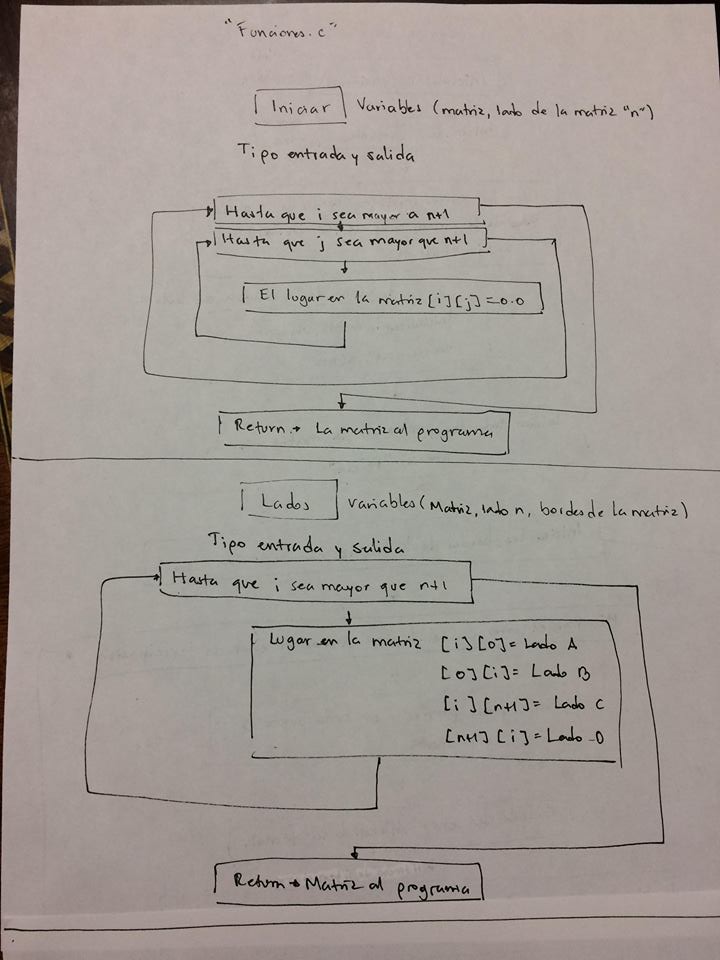 "Funciones.c"
Iniciar Variables (matriz, lado de la matriz "n")
Tipo entrada y salida
Hasta que i sea mayor a n+1
Hasta que j sea mayor que n+1
El lugar en la matriz [i][j]=0.0
Return → La matriz al programa
Lados Variables (Matriz, lado n, bordes de la matriz)
Tipo entrada y salida
Hasta que i sea mayor que n+1
Lugar en la matriz [i][0]= Lado A
[0][i]= Lado B
[i][n+1]= Lado C
[n+1][i]= Lado D
Return → Matriz al programa